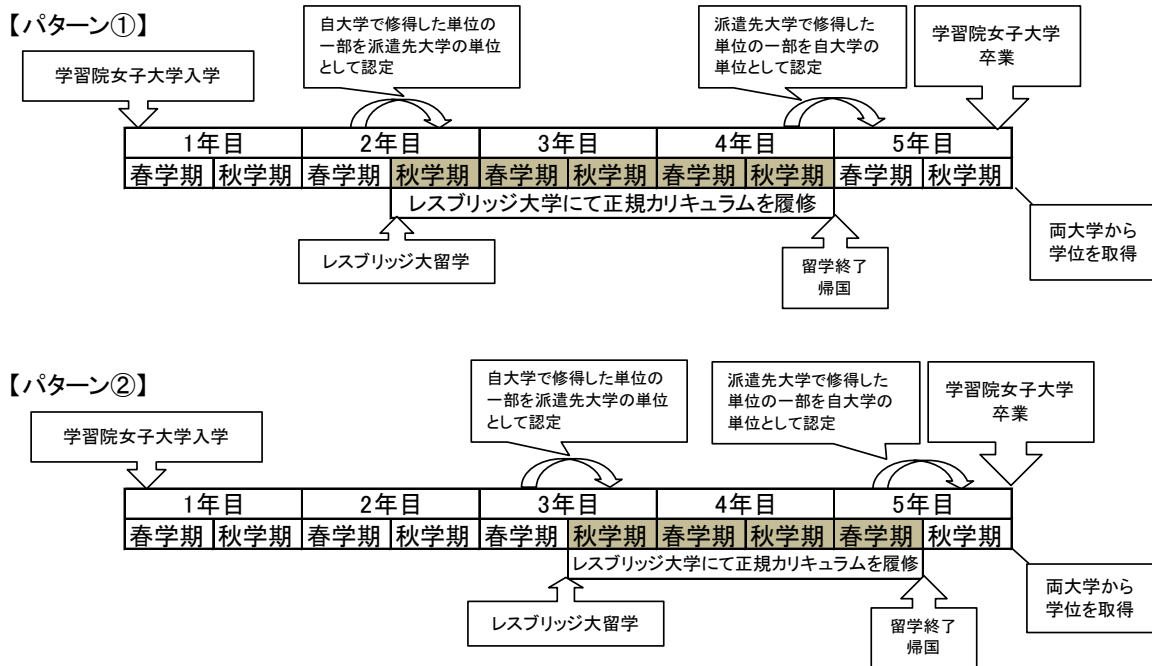 【パターン①】
学習院女子大学入学
自大学で修得した単位の
一部を派遣先大学の単位
として認定
派遣先大学で修得した
単位の一部を自大学の
単位として認定
学習院女子大学
卒業
1年目 2年目 3年目 4年目 5年目
春学期 秋学期 春学期 秋学期 春学期 秋学期 春学期 秋学期 春学期 秋学期
レスブリッジ大学にて正規カリキュラムを履修
レスブリッジ大留学
留学終了
帰国
両大学から
学位を取得
【パターン②】
学習院女子大学入学
自大学で修得した単位の
一部を派遣先大学の単位
として認定
派遣先大学で修得した
単位の一部を自大学の
単位として認定
学習院女子大学
卒業
1年目 2年目 3年目 4年目 5年目
春学期 秋学期 春学期 秋学期 春学期 秋学期 春学期 秋学期 春学期 秋学期
レスブリッジ大学にて正規カリキュラムを履修
レスブリッジ大留学
留学終了
帰国
両大学から
学位を取得